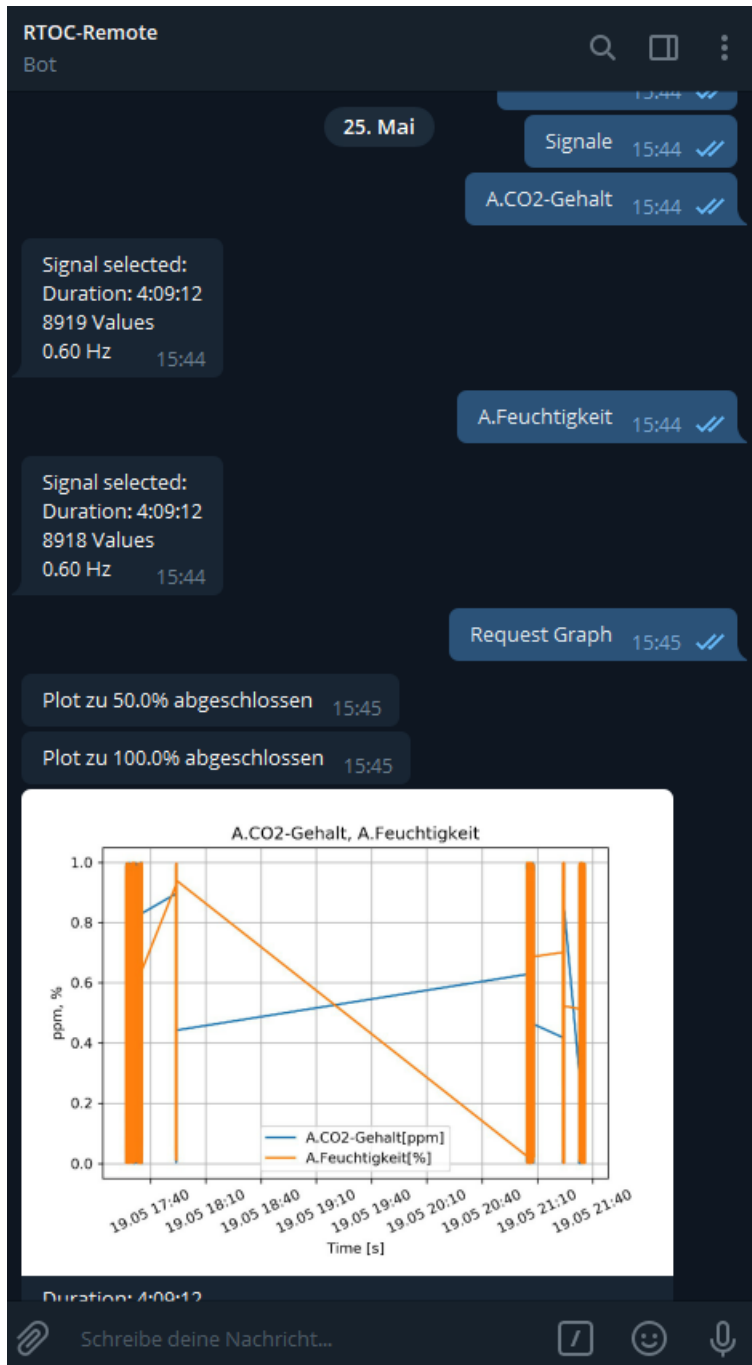 RTOC-Remote
Bot
15:44
25. Mai
Signale 15:44
A.CO2-Gehalt 15:44
Signal selected:
Duration: 4:09:12
8919 Values
0.60 Hz 15:44
A.Feuchtigkeit 15:44
Signal selected:
Duration: 4:09:12
8918 Values
0.60 Hz 15:44
Request Graph 15:45
Plot zu 50.0% abgeschlossen 15:45
Plot zu 100.0% abgeschlossen 15:45
A.CO2-Gehalt, A.Feuchtigkeit
1.0
0.8
0.6
0.4
0.2
0.0
ppm, %
A.CO2-Gehalt[ppm]
A.Feuchtigkeit[%]
19.05 17:40
19.05 18:10
19.05 18:40
19.05 19:10
19.05 19:40
19.05 20:10
19.05 20:40
19.05 21:10
19.05 21:40
Time [s]
Duration: 4:09:12
Schreibe deine Nachricht...